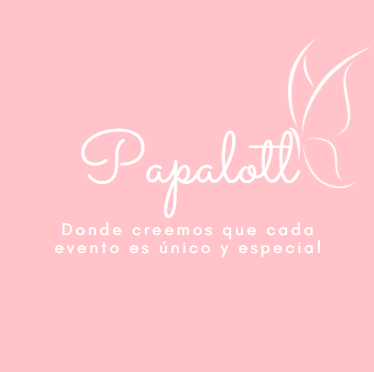 Papalotl
Donde creemos que cada
evento es único y especial